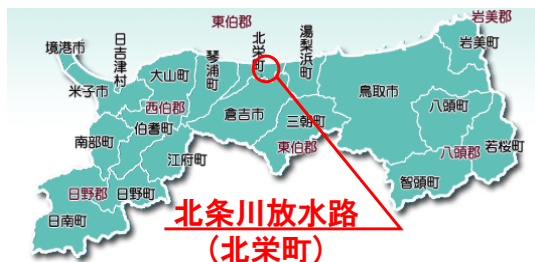 東伯郡
岩美郡
境港市
日吉津村
大山町
琴浦町
北栄町
湯梨浜町
岩美町
米子市
鳥取市
西伯郡
倉吉市
八頭町
伯耆町
三朝町
南部町
江府町
東伯郡
八頭郡
若桜町
日野郡
日野町
智頭町
日南町
北条川放水路
(北栄町)